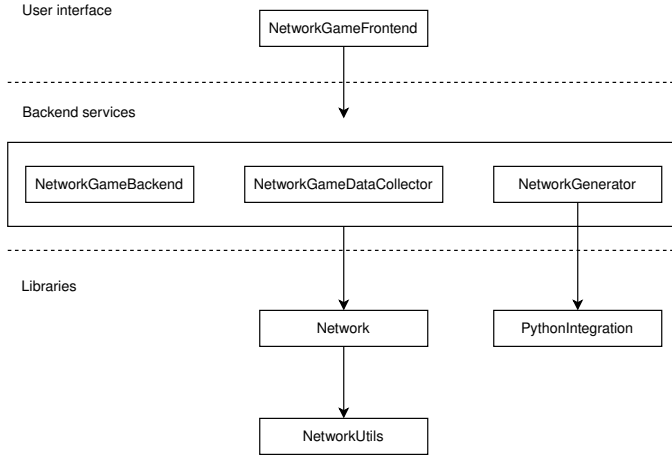 User interface
NetworkGameFrontend
Backend services
NetworkGameBackend
NetworkGameDataCollector
NetworkGenerator
Libraries
Network
PythonIntegration
NetworkUtils